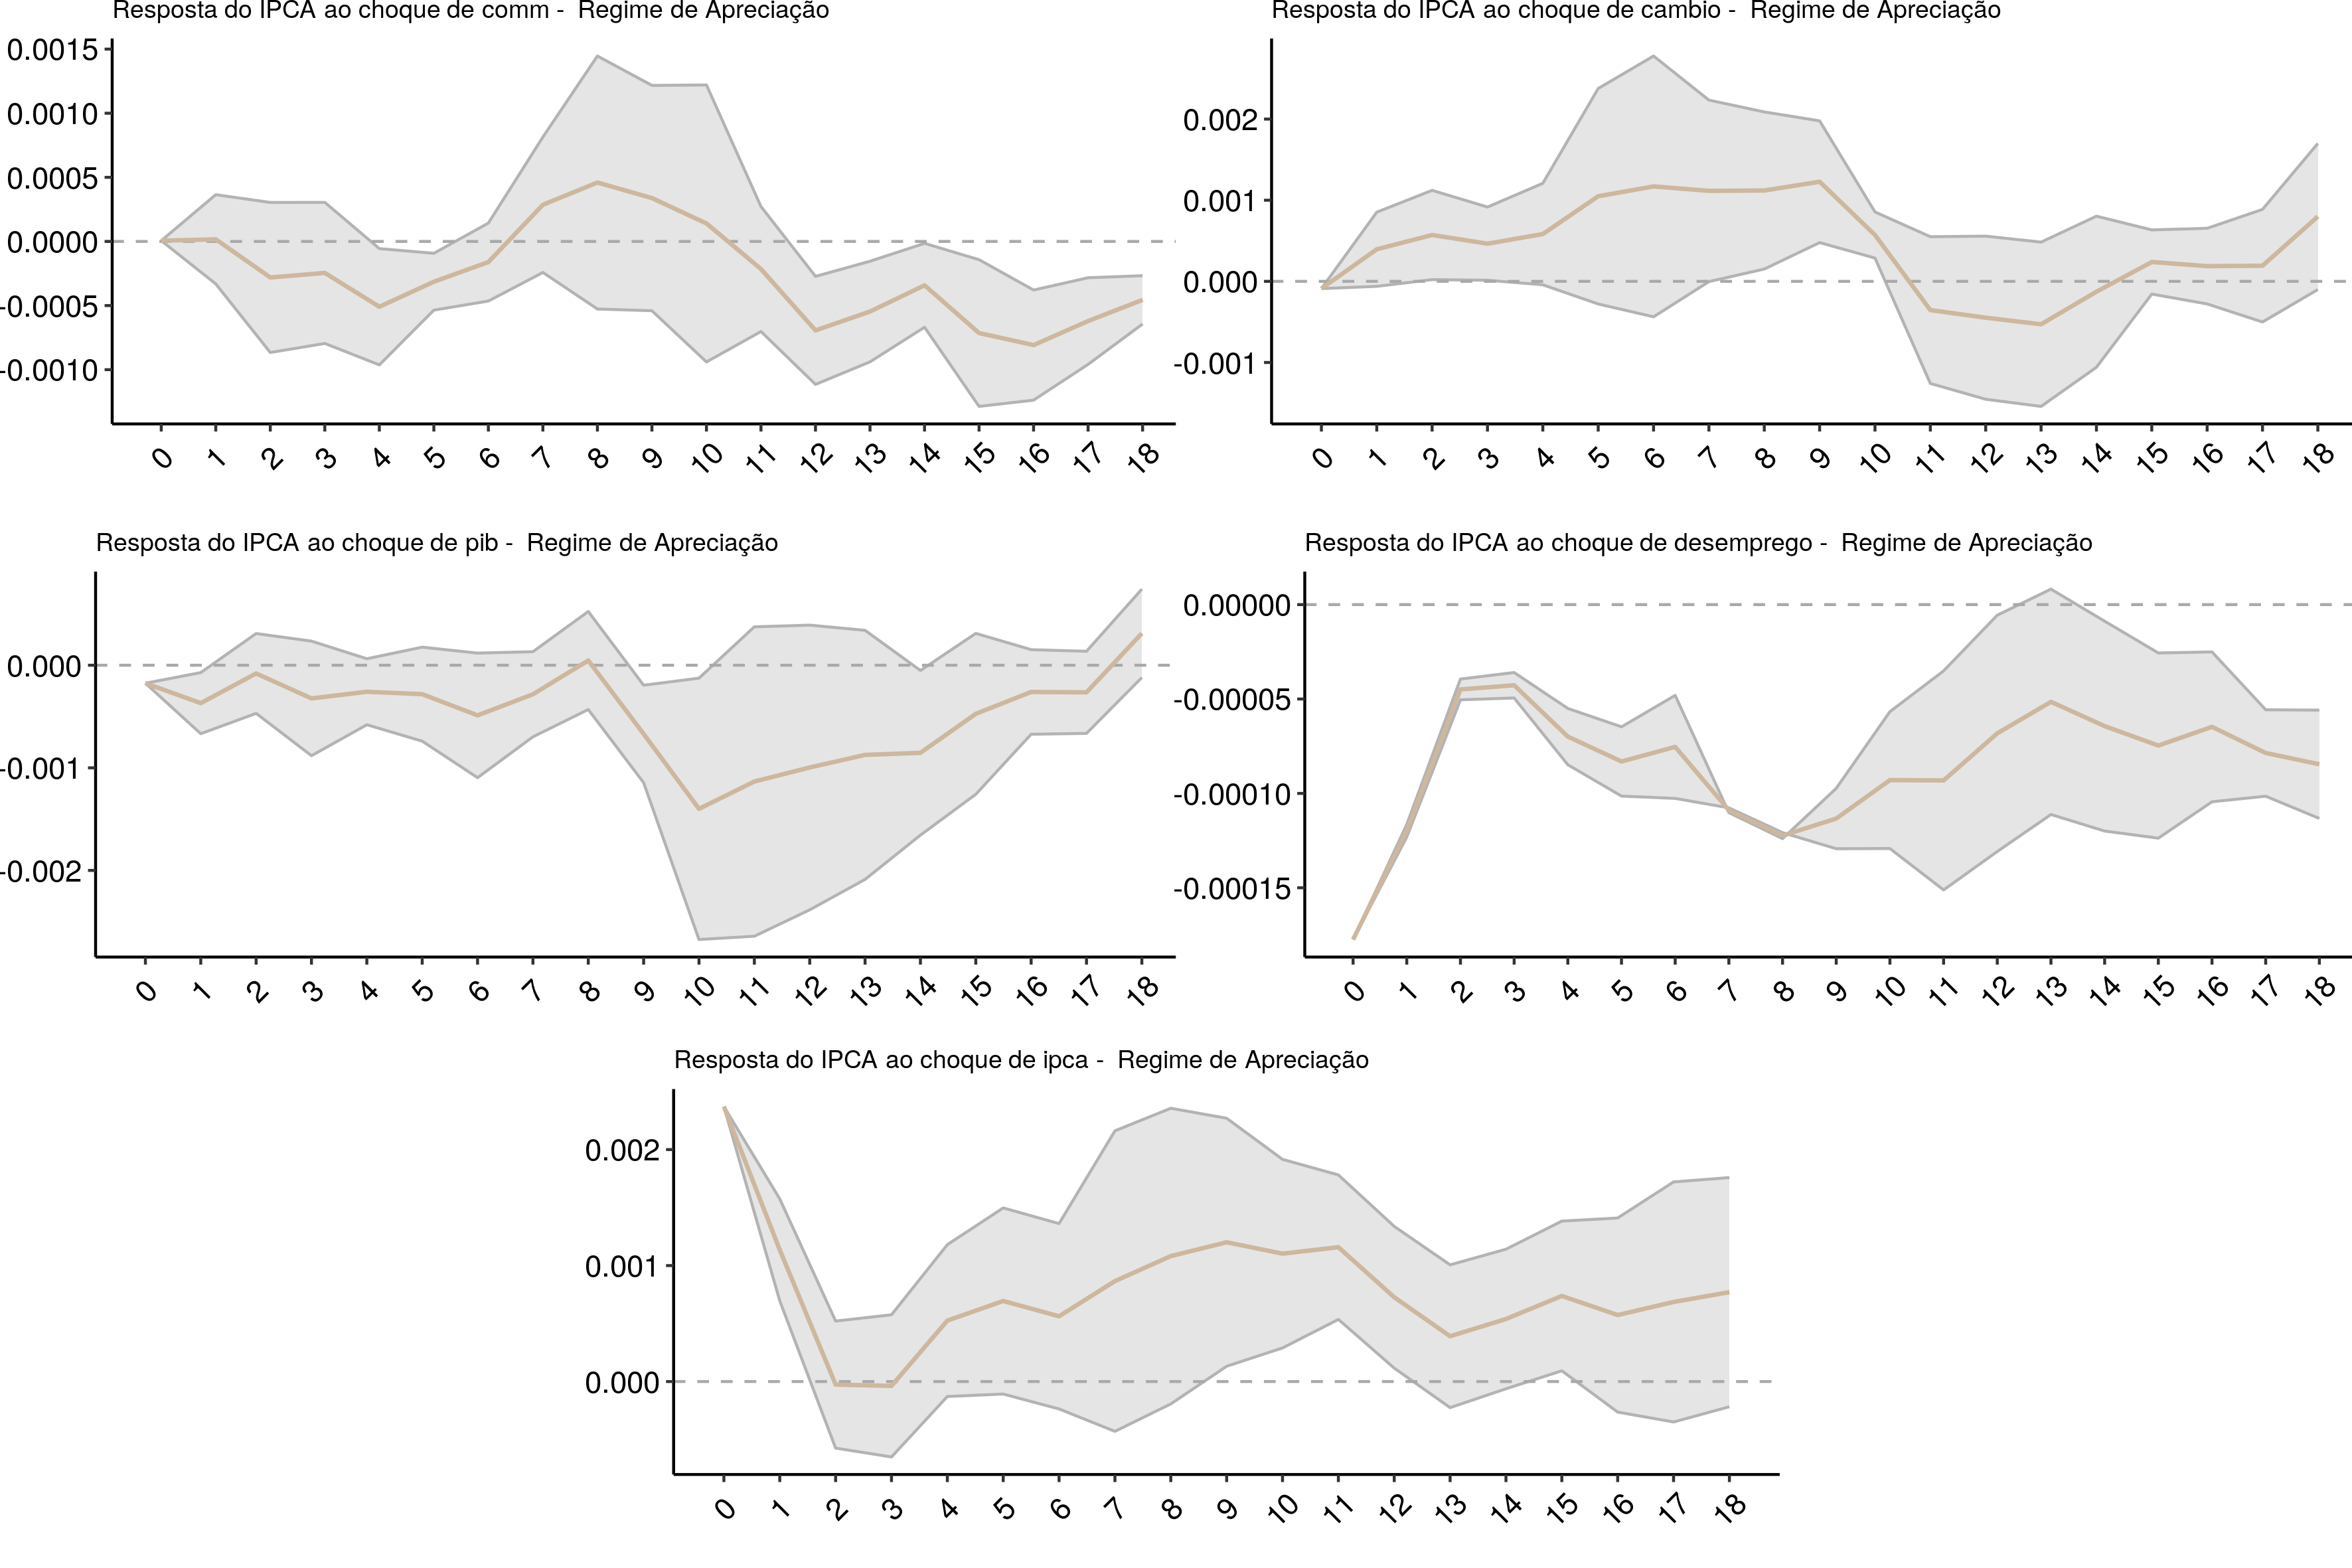 Resposta do IPCA ao choque de comm - Regime de Apreciação
0.0015
0.0010
0.0005
0.0000
-0.0005
-0.0010
0 1 2 3 4 5 6 7 8 9 10 11 12 13 14 15 16 17 18
Resposta do IPCA ao choque de cambio - Regime de Apreciação
0.002
0.001
0.000
-0.001
0 1 2 3 4 5 6 7 8 9 10 11 12 13 14 15 16 17 18
Resposta do IPCA ao choque de pib - Regime de Apreciação
0.000
-0.001
-0.002
0 1 2 3 4 5 6 7 8 9 10 11 12 13 14 15 16 17 18
Resposta do IPCA ao choque de desemprego - Regime de Apreciação
0.00000
-0.00005
-0.00010
-0.00015
0 1 2 3 4 5 6 7 8 9 10 11 12 13 14 15 16 17 18
Resposta do IPCA ao choque de ipca - Regime de Apreciação
0.002
0.001
0.000
0 1 2 3 4 5 6 7 8 9 10 11 12 13 14 15 16 17 18